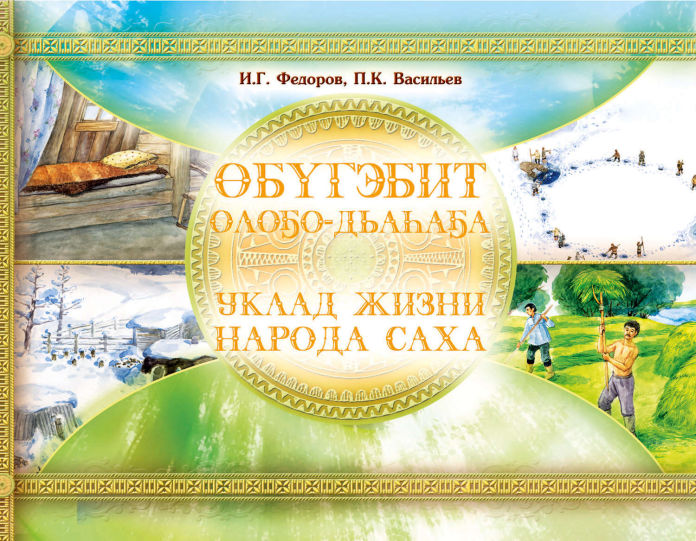 И.Г. Федоров, П.К. Васильев
ӨБҮГЭБИТ
ОЛОҔО-ДЬАҺАҔА
УКЛАД ЖИЗНИ
НАРОДА САХА